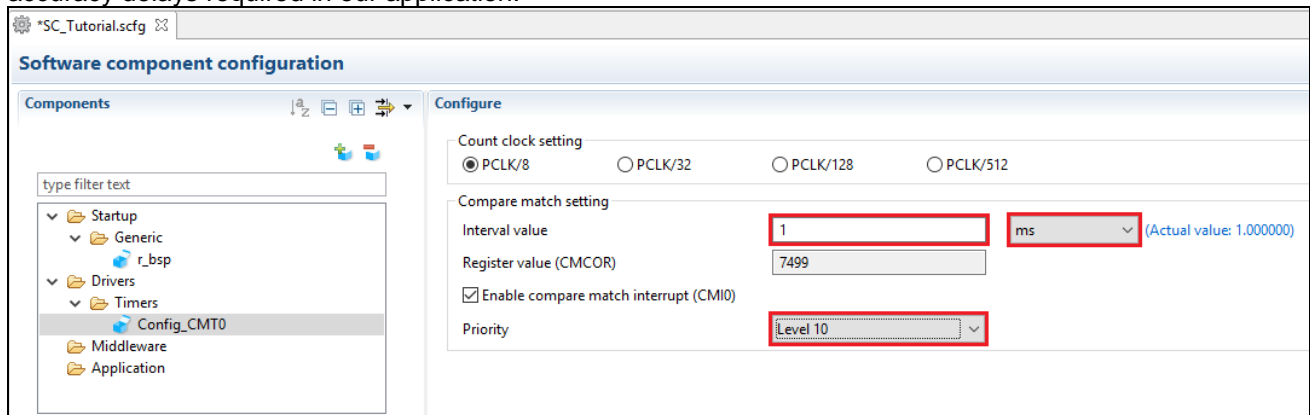 accuracy delays required in our application.
*SC_Tutorial.scfg
Software component configuration
Components
type filter text
Startup
Generic
r_bsp
Drivers
Timers
Config_CMT0
Middleware
Application
Configure
Count clock setting
PCLK/8 PCLK/32 PCLK/128 PCLK/512
Compare match setting
Interval value 1 ms (Actual value: 1.000000)
Register value (CMCOR) 7499
Enable compare match interrupt (CMI0)
Priority Level 10